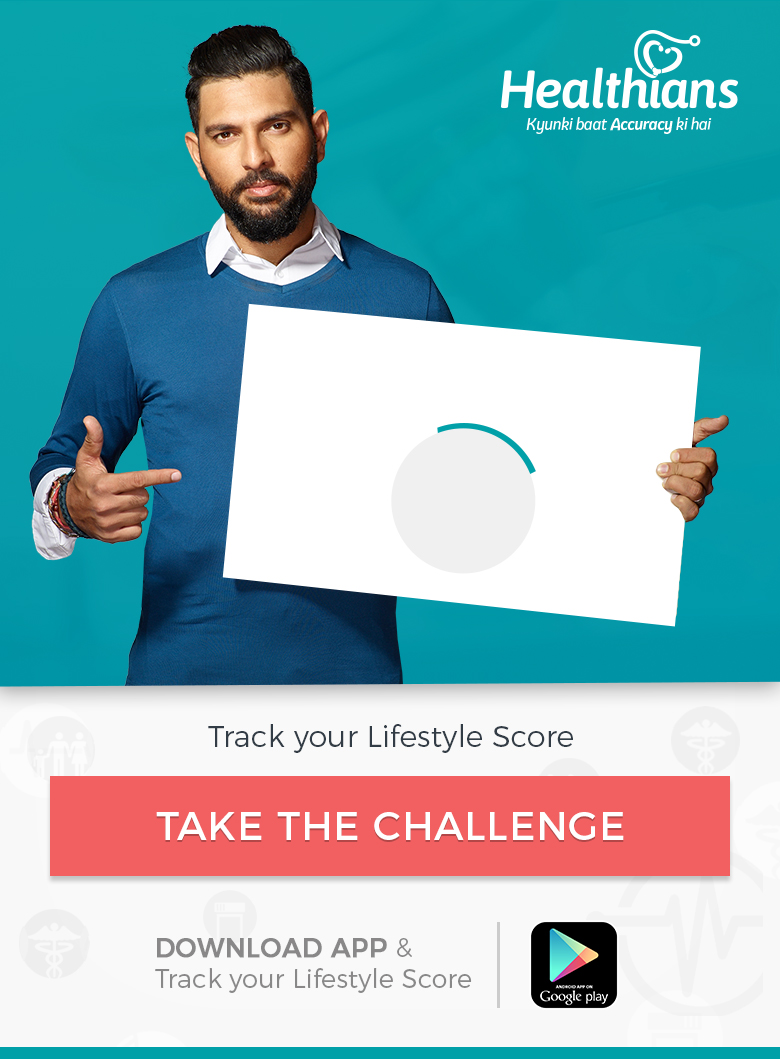 Healthians
Kyunki baat Accuracy ki hai
Track your Lifestyle Score
TAKE THE CHALLENGE
DOWNLOAD APP &
Track your Lifestyle Score
ANDROID APP ON
Google play